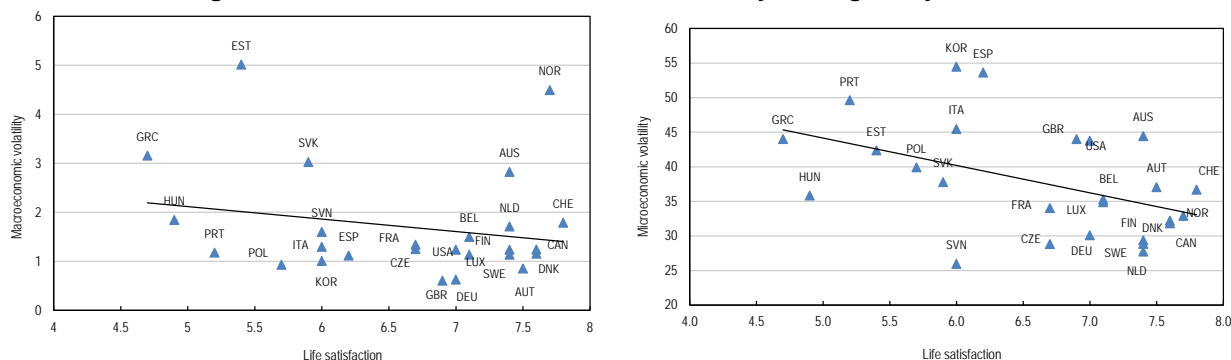 6
5
4
3
2
1
0
4
4.5
5
5.5
6
6.5
7
7.5
8
Macroeconomic volatility
Life satisfaction
EST
NOR
GRC
SVK
AUS
HUN
SVN
BEL
NLD
CHE
PRT
POL
ITA
ESP
FRA
USA
FIN
CAN
KOR
CZE
LUX
SWE
DNK
GBR
DEU
AUT
60
55
50
45
40
35
30
25
20
4.0
4.5
5.0
5.5
6.0
6.5
7.0
7.5
8.0
Microeconomic volatility
Life satisfaction
KOR
ESP
PRT
ITA
GRC
EST
GBR
USA
AUS
POL
SVK
HUN
BEL
AUT
CHE
FRA
LUX
FIN
DNK
NOR
SVN
CZE
DEU
SWE
CAN
NLD